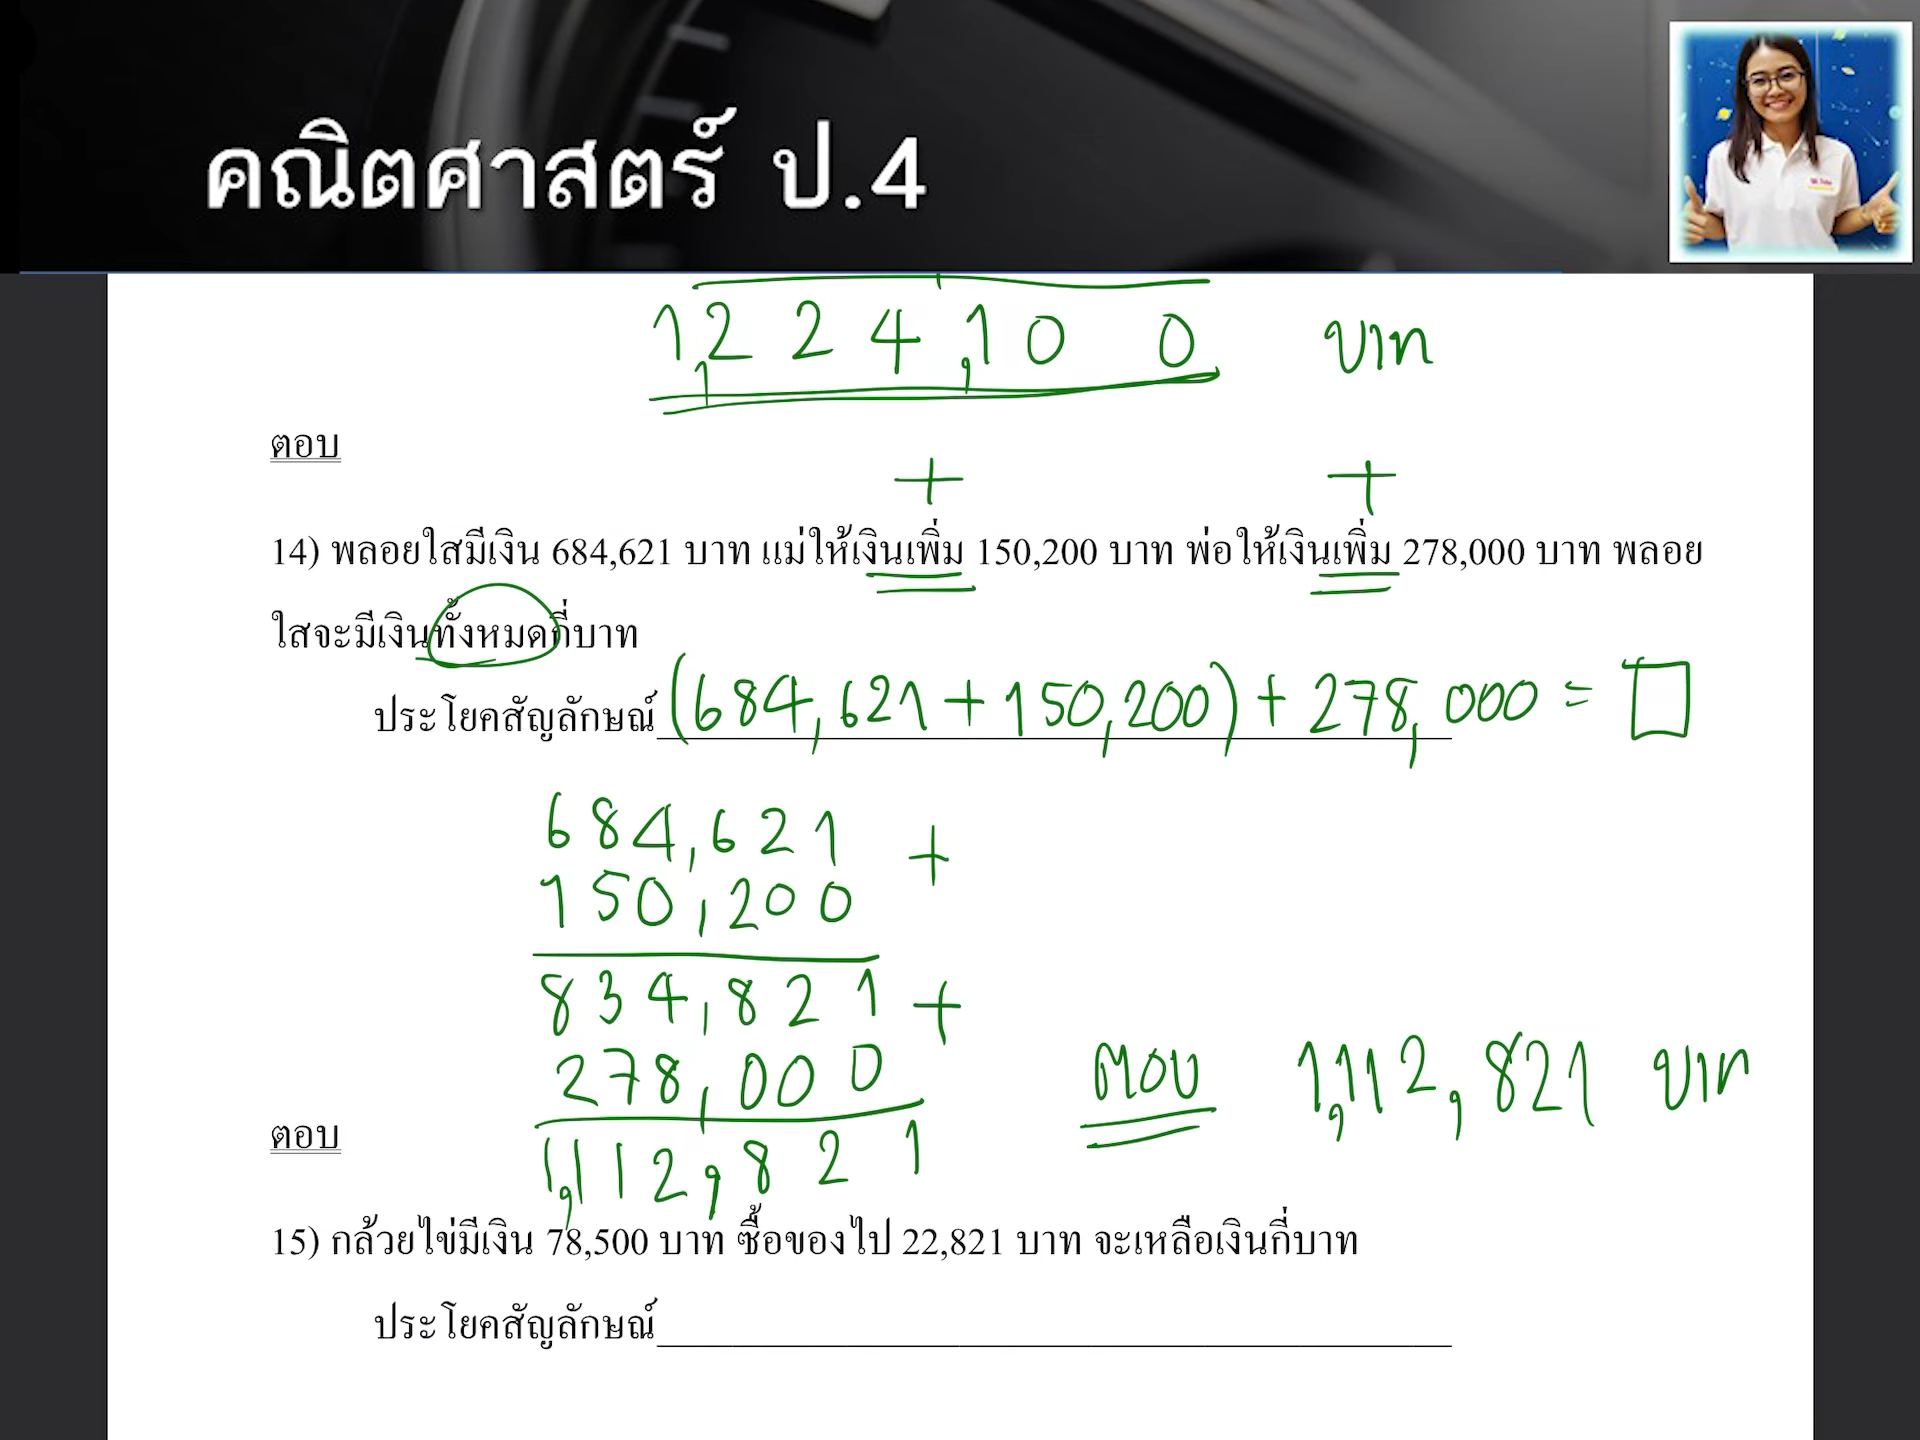 คณิตศาสตร์ ป.4
1,224,100 บาท
ตอบ
+ +
14) พลอยใสมีเงิน 684,621 บาท แม่ให้เงินเพิ่ม 150,200 บาท พ่อให้เงินเพิ่ม 278,000 บาท พลอย
ใสจะมีเงินทั้งหมดกี่บาท
ประโยคสัญลักษณ์ (684,621 + 150,200) + 278,000 = □
684,621 +
150,200
834,821 +
278,000
ตอบ 1,112,821 บาท
ตอบ
1,112,821
15) กล้วยไข่มีเงิน 78,500 บาท ซื้อของไป 22,821 บาท จะเหลือเงินกี่บาท
ประโยคสัญลักษณ์